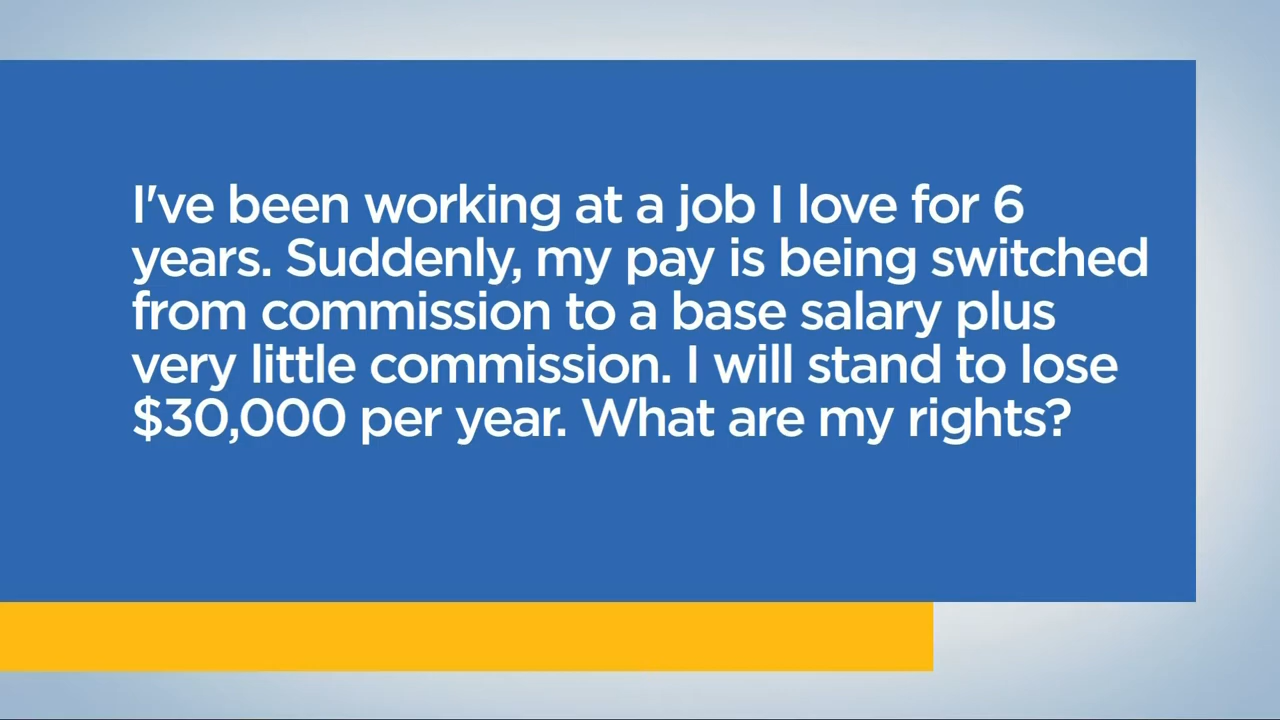 I've been working at a job I love for 6
years. Suddenly, my pay is being switched
from commission to a base salary plus
very little commission. I will stand to lose
$30,000 per year. What are my rights?